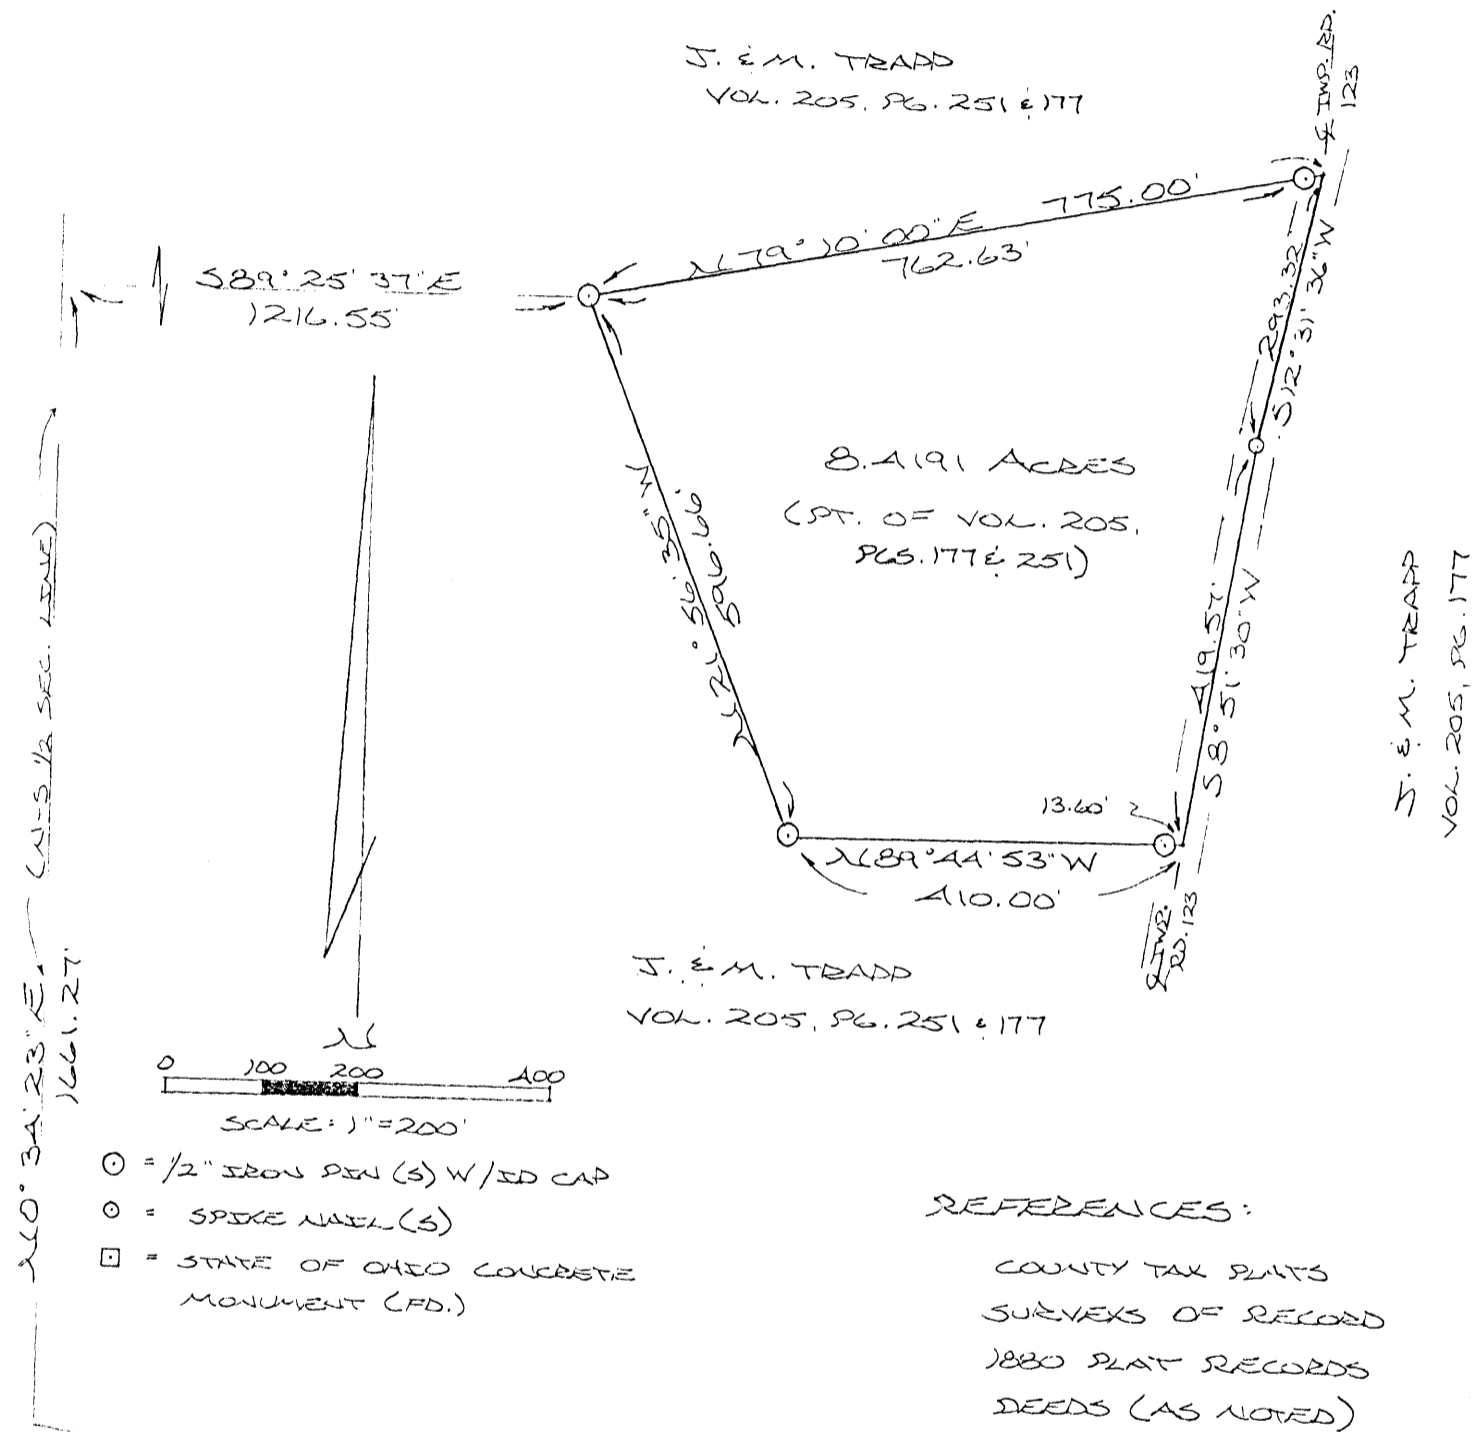 J. & M. TRAPP
VOL. 205, PG. 251 & 177
℄ TWP. RD.
123
S89° 25' 37" E
1216.55'
N 79° 10' 00" E
775.00'
762.63'
293.32'
S12° 31' 36" W
8.4191 ACRES
(PT. OF VOL. 205,
PGS. 177 & 251)
N 21° 56' 35" W
596.66'
419.57'
S8° 51' 30" W
J. & M. TRAPP
VOL. 205, PG. 177
13.60'
N89° 44' 53" W
410.00'
℄ TWP.
RD. 123
J. & M. TRAPP
VOL. 205, PG. 251 & 177
N0° 34' 23" E. (N-S 1/2 SEC. LINE)
1661.27'
N
0 100 200 400
SCALE: 1"=200'
⊙ = 1/2" IRON PIN (S) W/ID CAP
⊙ = SPIKE NAIL (S)
⊡ = STATE OF OHIO CONCRETE
MONUMENT (FD.)
REFERENCES:
COUNTY TAX PLATS
SURVEYS OF RECORD
1880 PLAT RECORDS
DEEDS (AS NOTED)